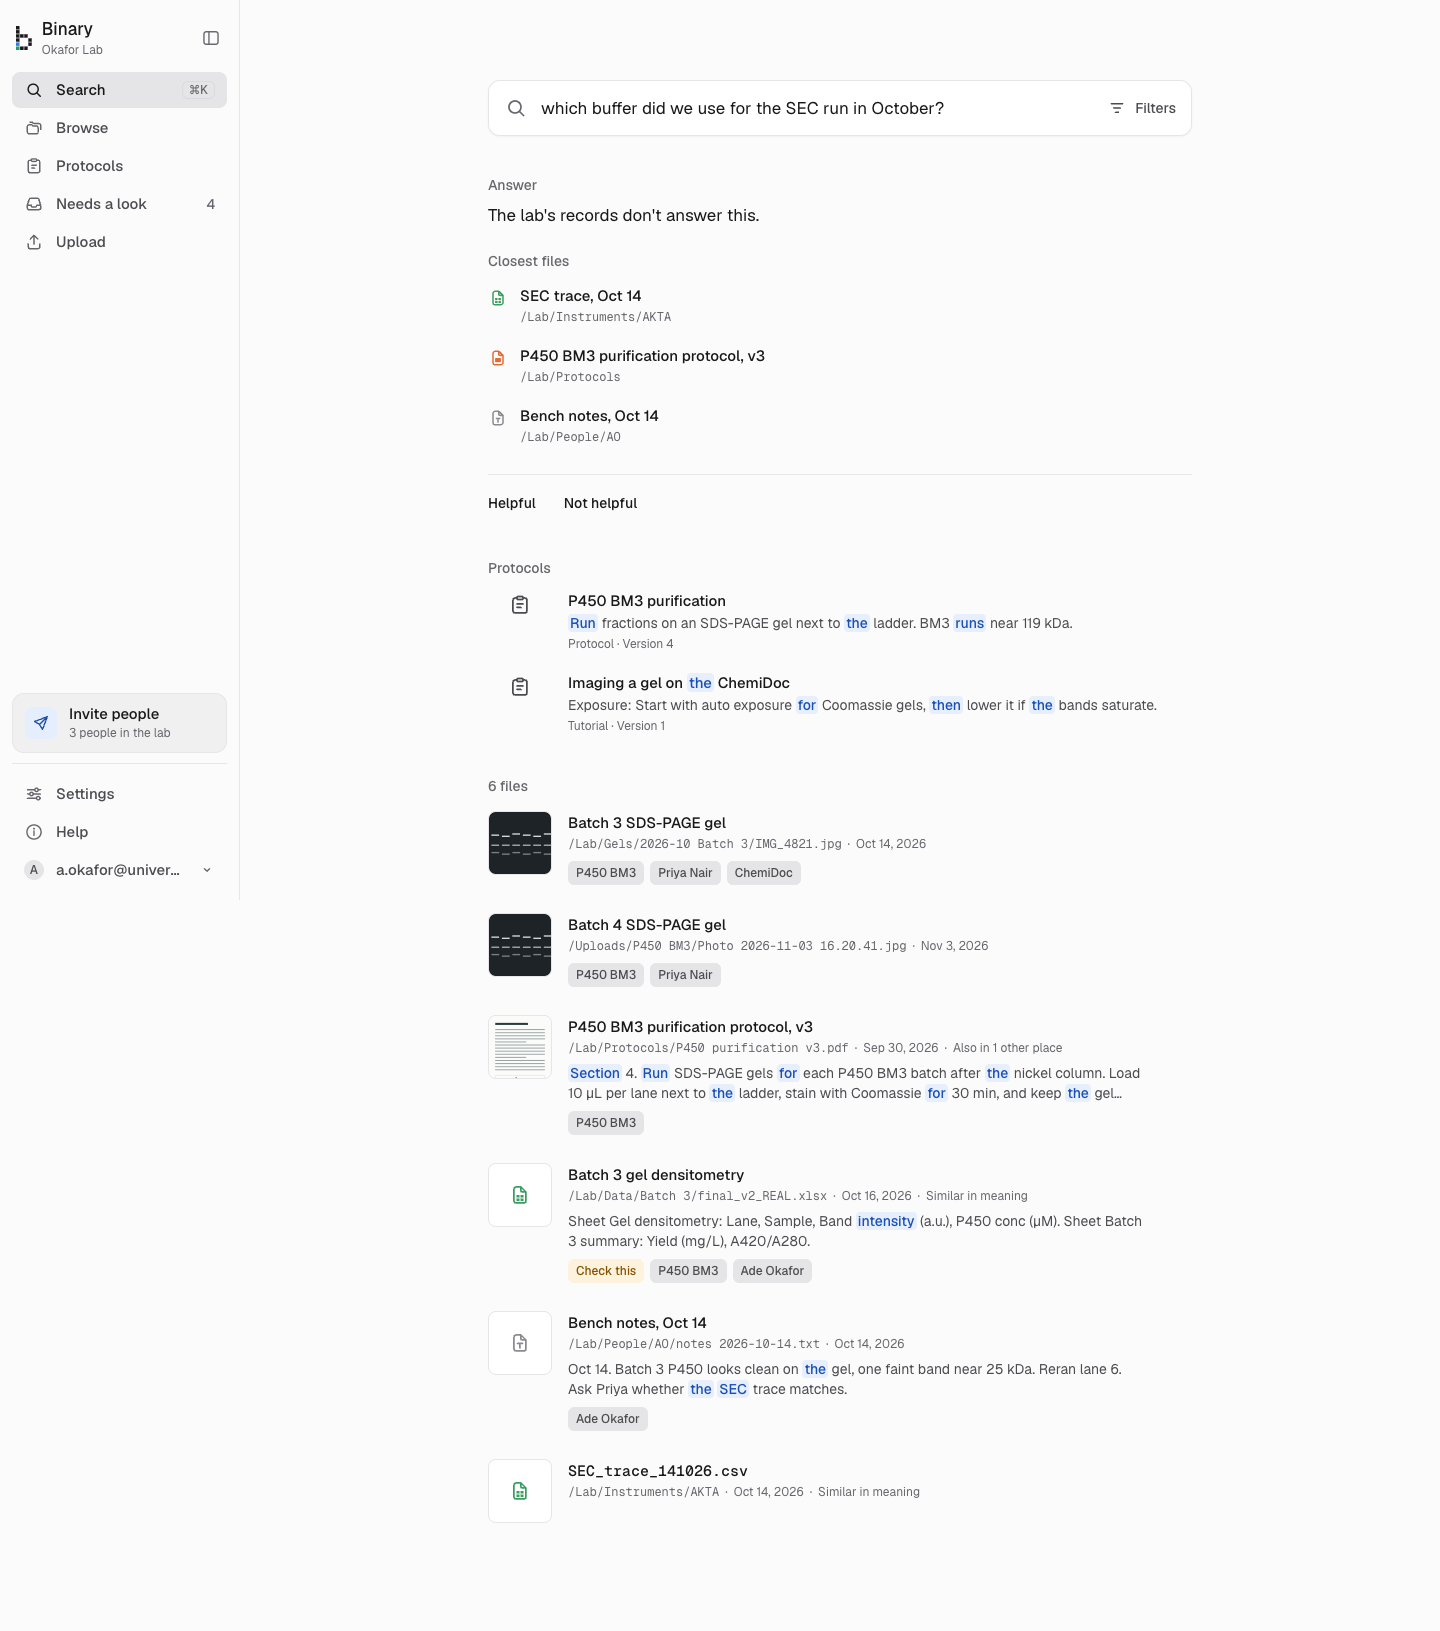 Binary
Okafor Lab
Search ⌘K
Browse
Protocols
Needs a look 4
Upload
Invite people
3 people in the lab
Settings
Help
A a.okafor@univer...
which buffer did we use for the SEC run in October? Filters
Answer
The lab's records don't answer this.
Closest files
SEC trace, Oct 14
/Lab/Instruments/AKTA
P450 BM3 purification protocol, v3
/Lab/Protocols
Bench notes, Oct 14
/Lab/People/AO
Helpful Not helpful
Protocols
P450 BM3 purification
Run fractions on an SDS-PAGE gel next to the ladder. BM3 runs near 119 kDa.
Protocol · Version 4
Imaging a gel on the ChemiDoc
Exposure: Start with auto exposure for Coomassie gels, then lower it if the bands saturate.
Tutorial · Version 1
6 files
Batch 3 SDS-PAGE gel
/Lab/Gels/2026-10 Batch 3/IMG_4821.jpg · Oct 14, 2026
P450 BM3 Priya Nair ChemiDoc
Batch 4 SDS-PAGE gel
/Uploads/P450 BM3/Photo 2026-11-03 16.20.41.jpg · Nov 3, 2026
P450 BM3 Priya Nair
P450 BM3 purification protocol, v3
/Lab/Protocols/P450 purification v3.pdf · Sep 30, 2026 · Also in 1 other place
Section 4. Run SDS-PAGE gels for each P450 BM3 batch after the nickel column. Load
10 µL per lane next to the ladder, stain with Coomassie for 30 min, and keep the gel...
P450 BM3
Batch 3 gel densitometry
/Lab/Data/Batch 3/final_v2_REAL.xlsx · Oct 16, 2026 · Similar in meaning
Sheet Gel densitometry: Lane, Sample, Band intensity (a.u.), P450 conc (µM). Sheet Batch
3 summary: Yield (mg/L), A420/A280.
Check this P450 BM3 Ade Okafor
Bench notes, Oct 14
/Lab/People/AO/notes 2026-10-14.txt · Oct 14, 2026
Oct 14. Batch 3 P450 looks clean on the gel, one faint band near 25 kDa. Reran lane 6.
Ask Priya whether the SEC trace matches.
Ade Okafor
SEC_trace_141026.csv
/Lab/Instruments/AKTA · Oct 14, 2026 · Similar in meaning